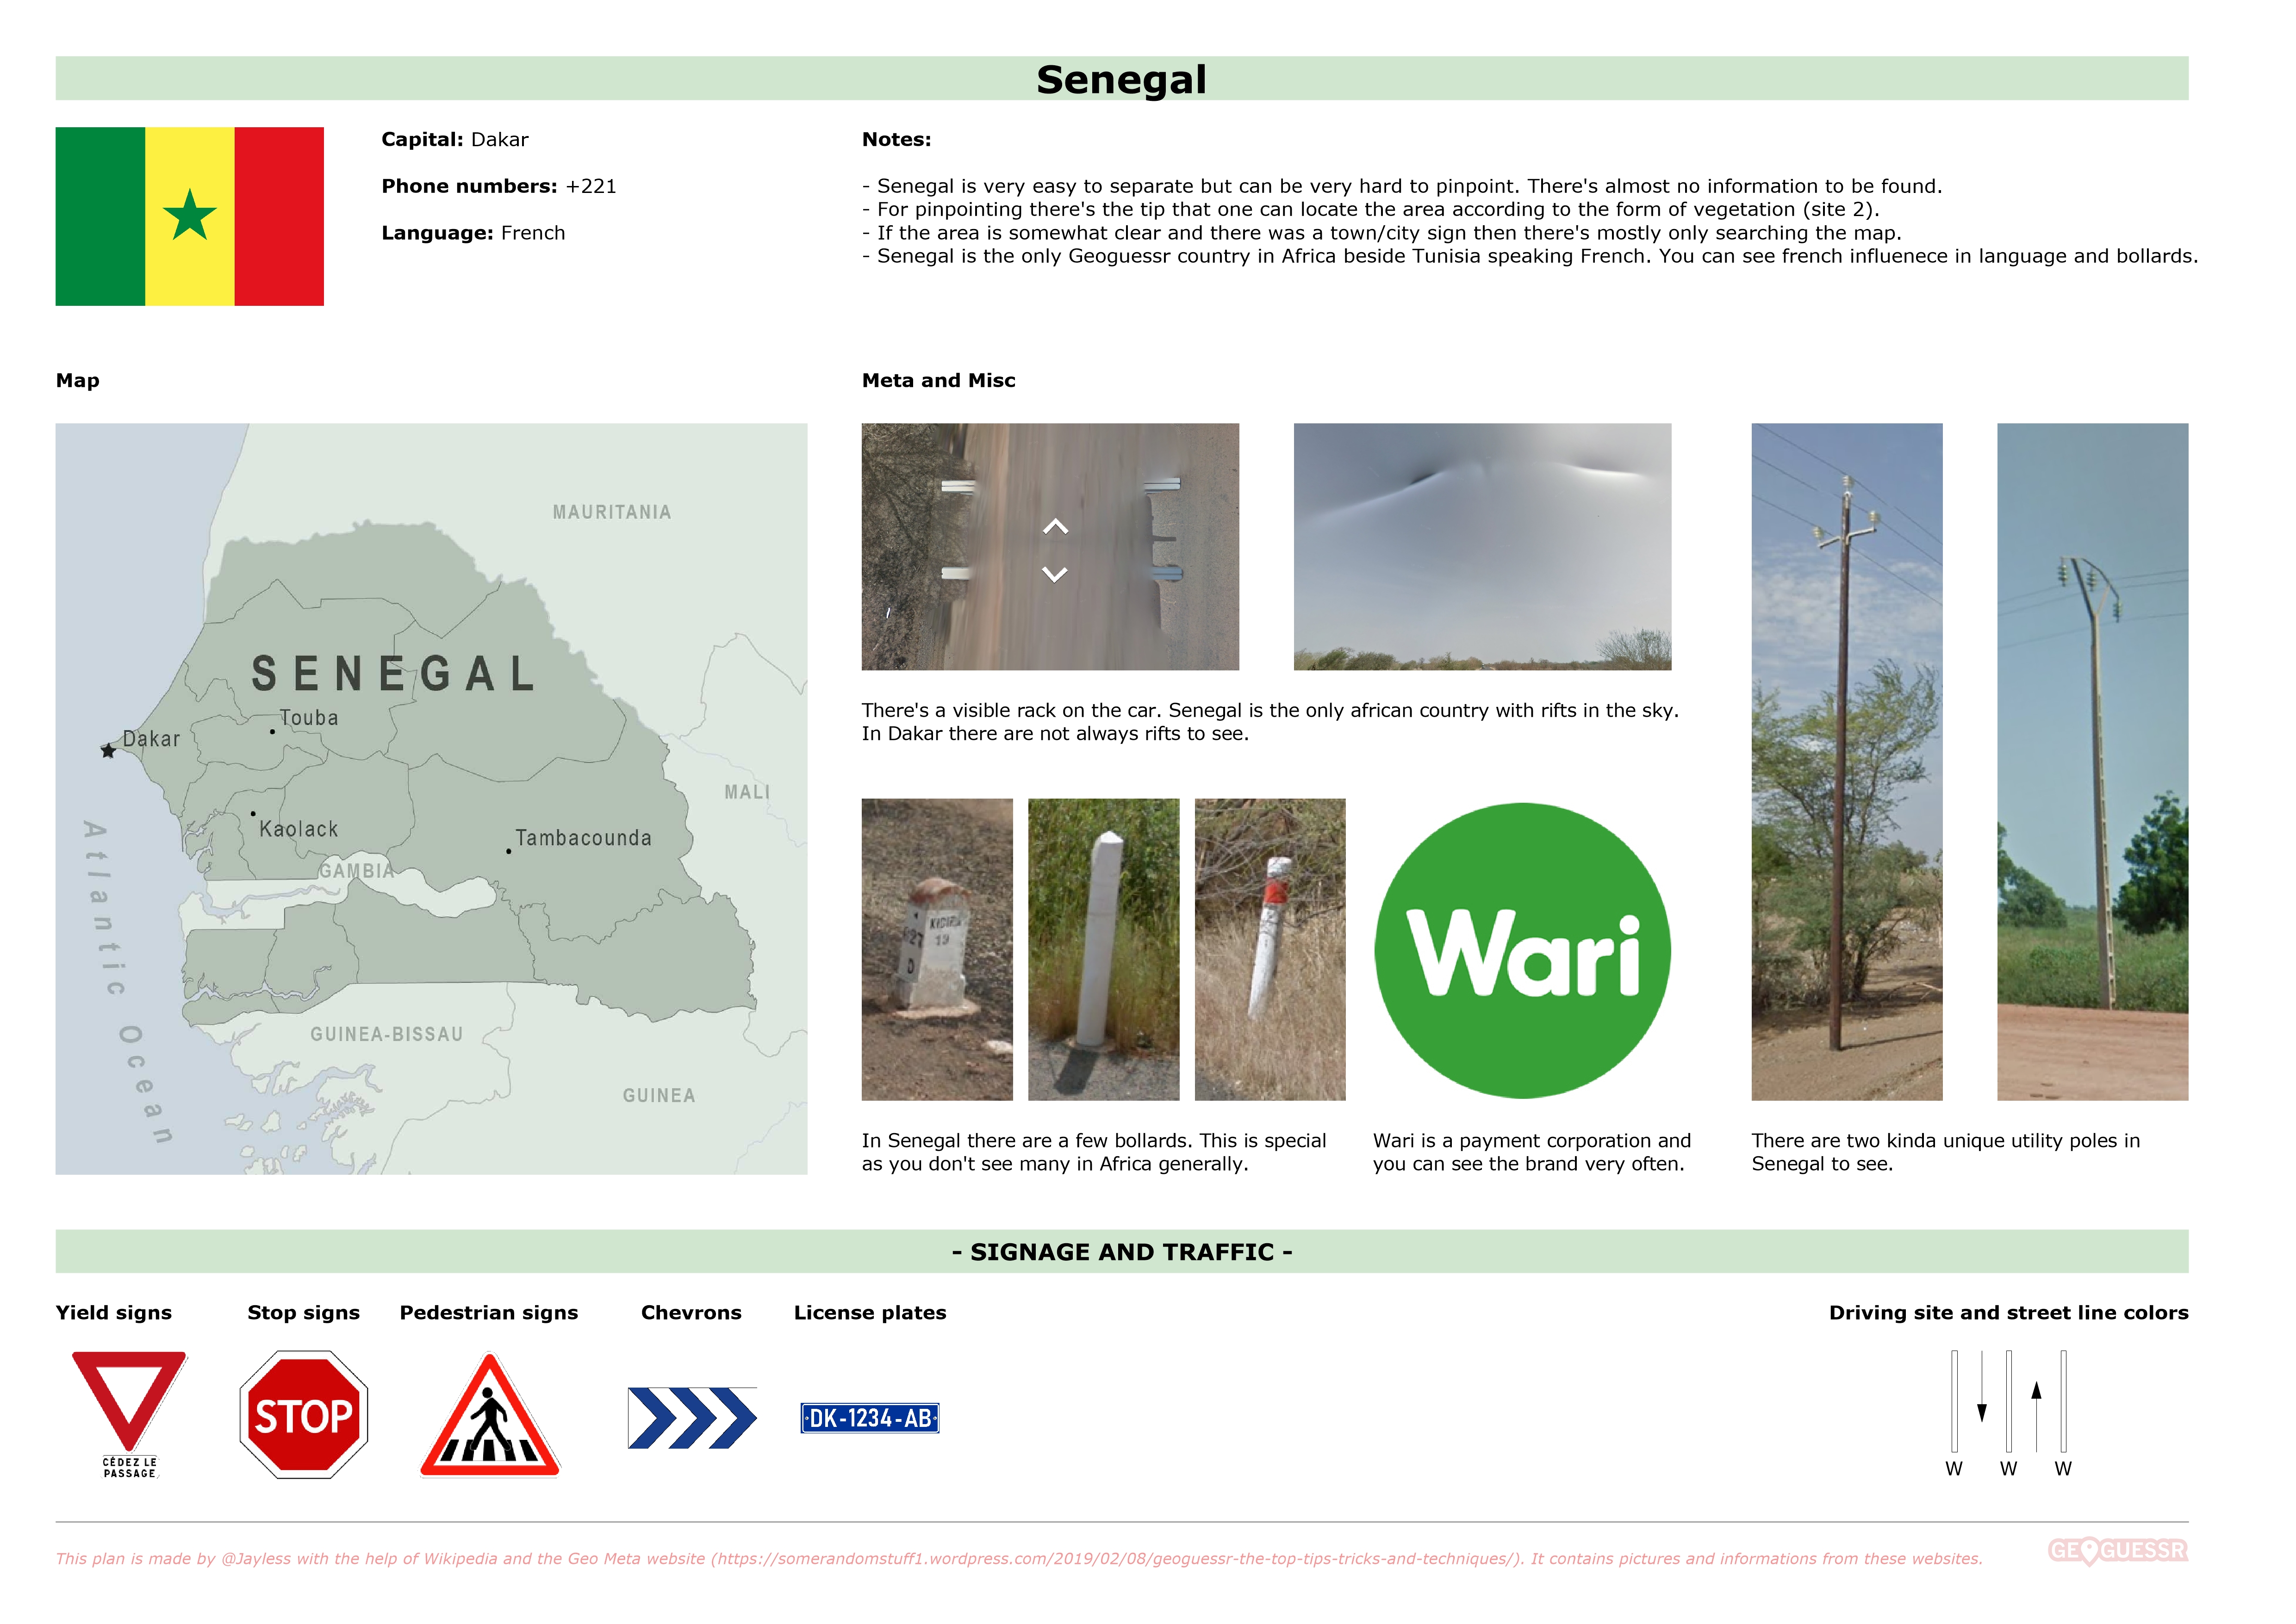 Senegal
Capital: Dakar
Phone numbers: +221
Language: French
Notes:
- Senegal is very easy to separate but can be very hard to pinpoint. There's almost no information to be found.
- For pinpointing there's the tip that one can locate the area according to the form of vegetation (site 2).
- If the area is somewhat clear and there was a town/city sign then there's mostly only searching the map.
- Senegal is the only Geoguessr country in Africa beside Tunisia speaking French. You can see french influenece in language and bollards.
Map
MAURITANIA
SENEGAL
Touba
Dakar
MALI
Kaolack
Tambacounda
GAMBIA
Atlantic Ocean
GUINEA-BISSAU
GUINEA
Meta and Misc
There's a visible rack on the car. Senegal is the only african country with rifts in the sky.
In Dakar there are not always rifts to see.
27
D
19
Wari
In Senegal there are a few bollards. This is special
as you don't see many in Africa generally.
Wari is a payment corporation and
you can see the brand very often.
There are two kinda unique utility poles in
Senegal to see.
- SIGNAGE AND TRAFFIC -
Yield signs
CÉDEZ LE
PASSAGE
Stop signs
STOP
Pedestrian signs
Chevrons
License plates
DK-1234-AB
Driving site and street line colors
W W W
This plan is made by @Jayless with the help of Wikipedia and the Geo Meta website (https://somerandomstuff1.wordpress.com/2019/02/08/geoguessr-the-top-tips-tricks-and-techniques/). It contains pictures and informations from these websites.
GEOGUESSR